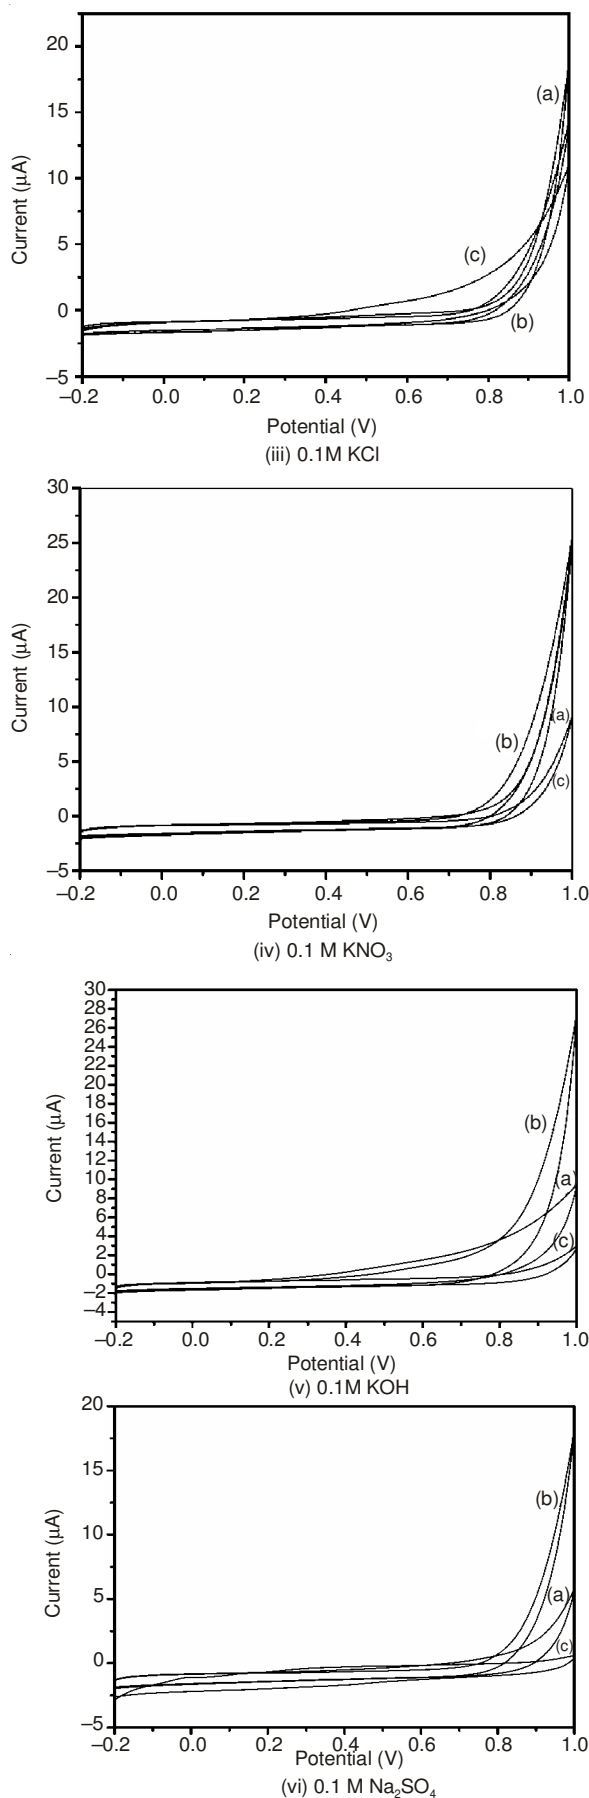 20
15
10
5
0
–5
Current (μA)
(a)
(c)
(b)
–0.2 0.0 0.2 0.4 0.6 0.8 1.0
Potential (V)
(iii) 0.1M KCl
30
25
20
15
10
5
0
–5
Current (μA)
(b)
(a)
(c)
–0.2 0.0 0.2 0.4 0.6 0.8 1.0
Potential (V)
(iv) 0.1 M KNO₃
30
28
26
24
22
20
18
16
14
12
10
8
6
4
2
0
–2
–4
Current (μA)
(b)
(a)
(c)
–0.2 0.0 0.2 0.4 0.6 0.8 1.0
Potential (V)
(v) 0.1M KOH
20
15
10
5
0
–5
Current (μA)
(b)
(a)
(c)
–0.2 0.0 0.2 0.4 0.6 0.8 1.0
Potential (V)
(vi) 0.1 M Na₂SO₄